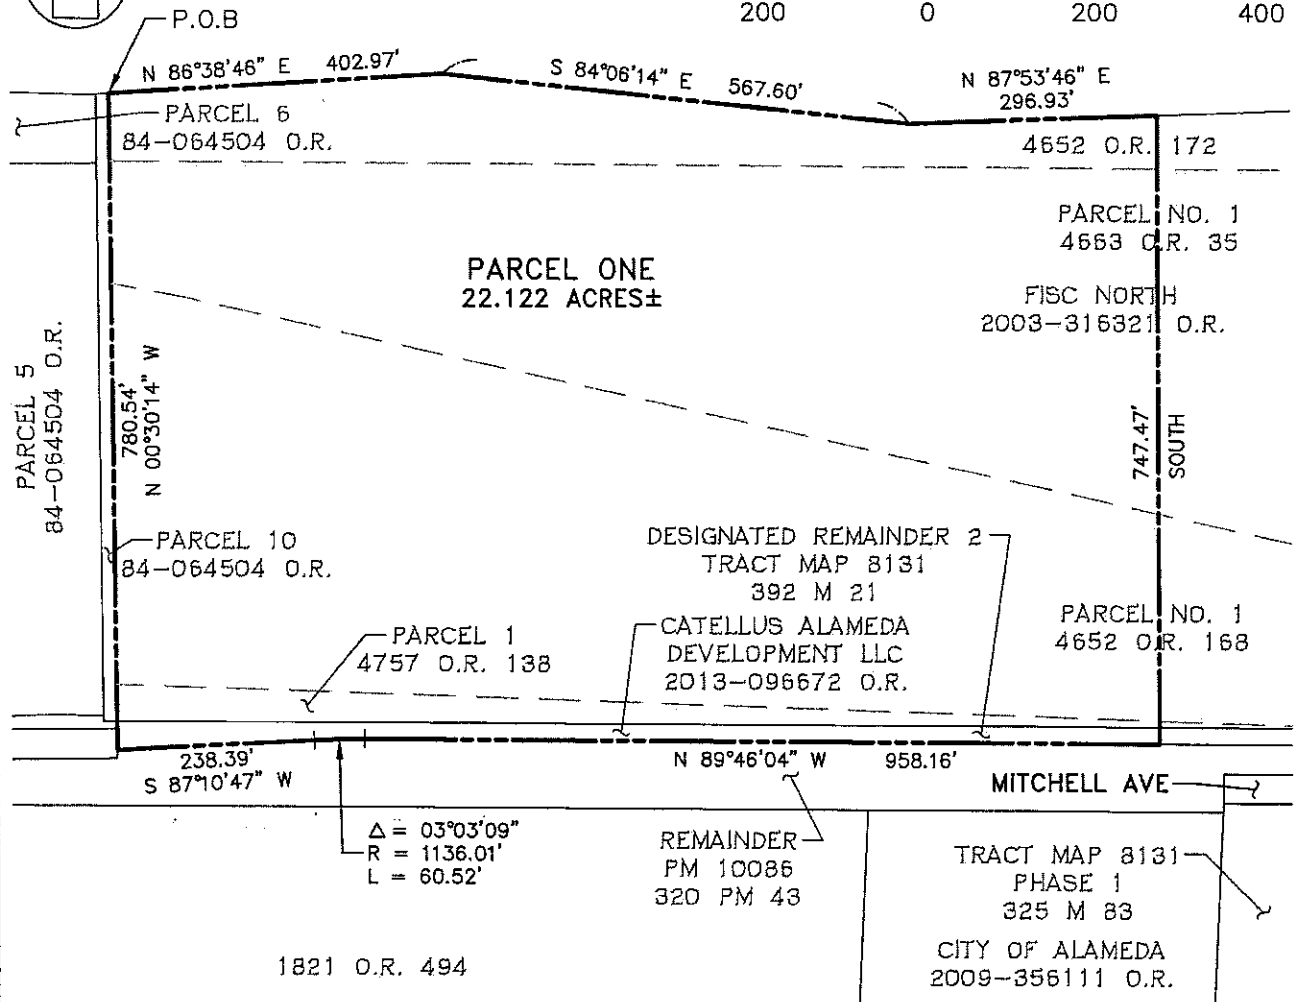 200 0 200 400
P.O.B
N 86°38'46" E 402.97'
S 84°06'14" E 567.60'
N 87°53'46" E
296.93'
PARCEL 6
84-064504 O.R.
4652 O.R. 172
PARCEL NO. 1
4663 O.R. 35
PARCEL ONE
22.122 ACRES±
FISC NORTH
2003-316321 O.R.
PARCEL 5
84-064504 O.R.
780.54'
N 00°30'14" W
747.47'
SOUTH
PARCEL 10
84-064504 O.R.
DESIGNATED REMAINDER 2
TRACT MAP 8131
392 M 21
PARCEL 1
4757 O.R. 138
CATELLUS ALAMEDA
DEVELOPMENT LLC
2013-096672 O.R.
PARCEL NO. 1
4652 O.R. 168
238.39'
S 87°10'47" W
N 89°46'04" W 958.16'
MITCHELL AVE
Δ = 03°03'09"
R = 1136.01'
L = 60.52'
REMAINDER
PM 10086
320 PM 43
TRACT MAP 8131
PHASE 1
325 M 83
CITY OF ALAMEDA
2009-356111 O.R.
1821 O.R. 494